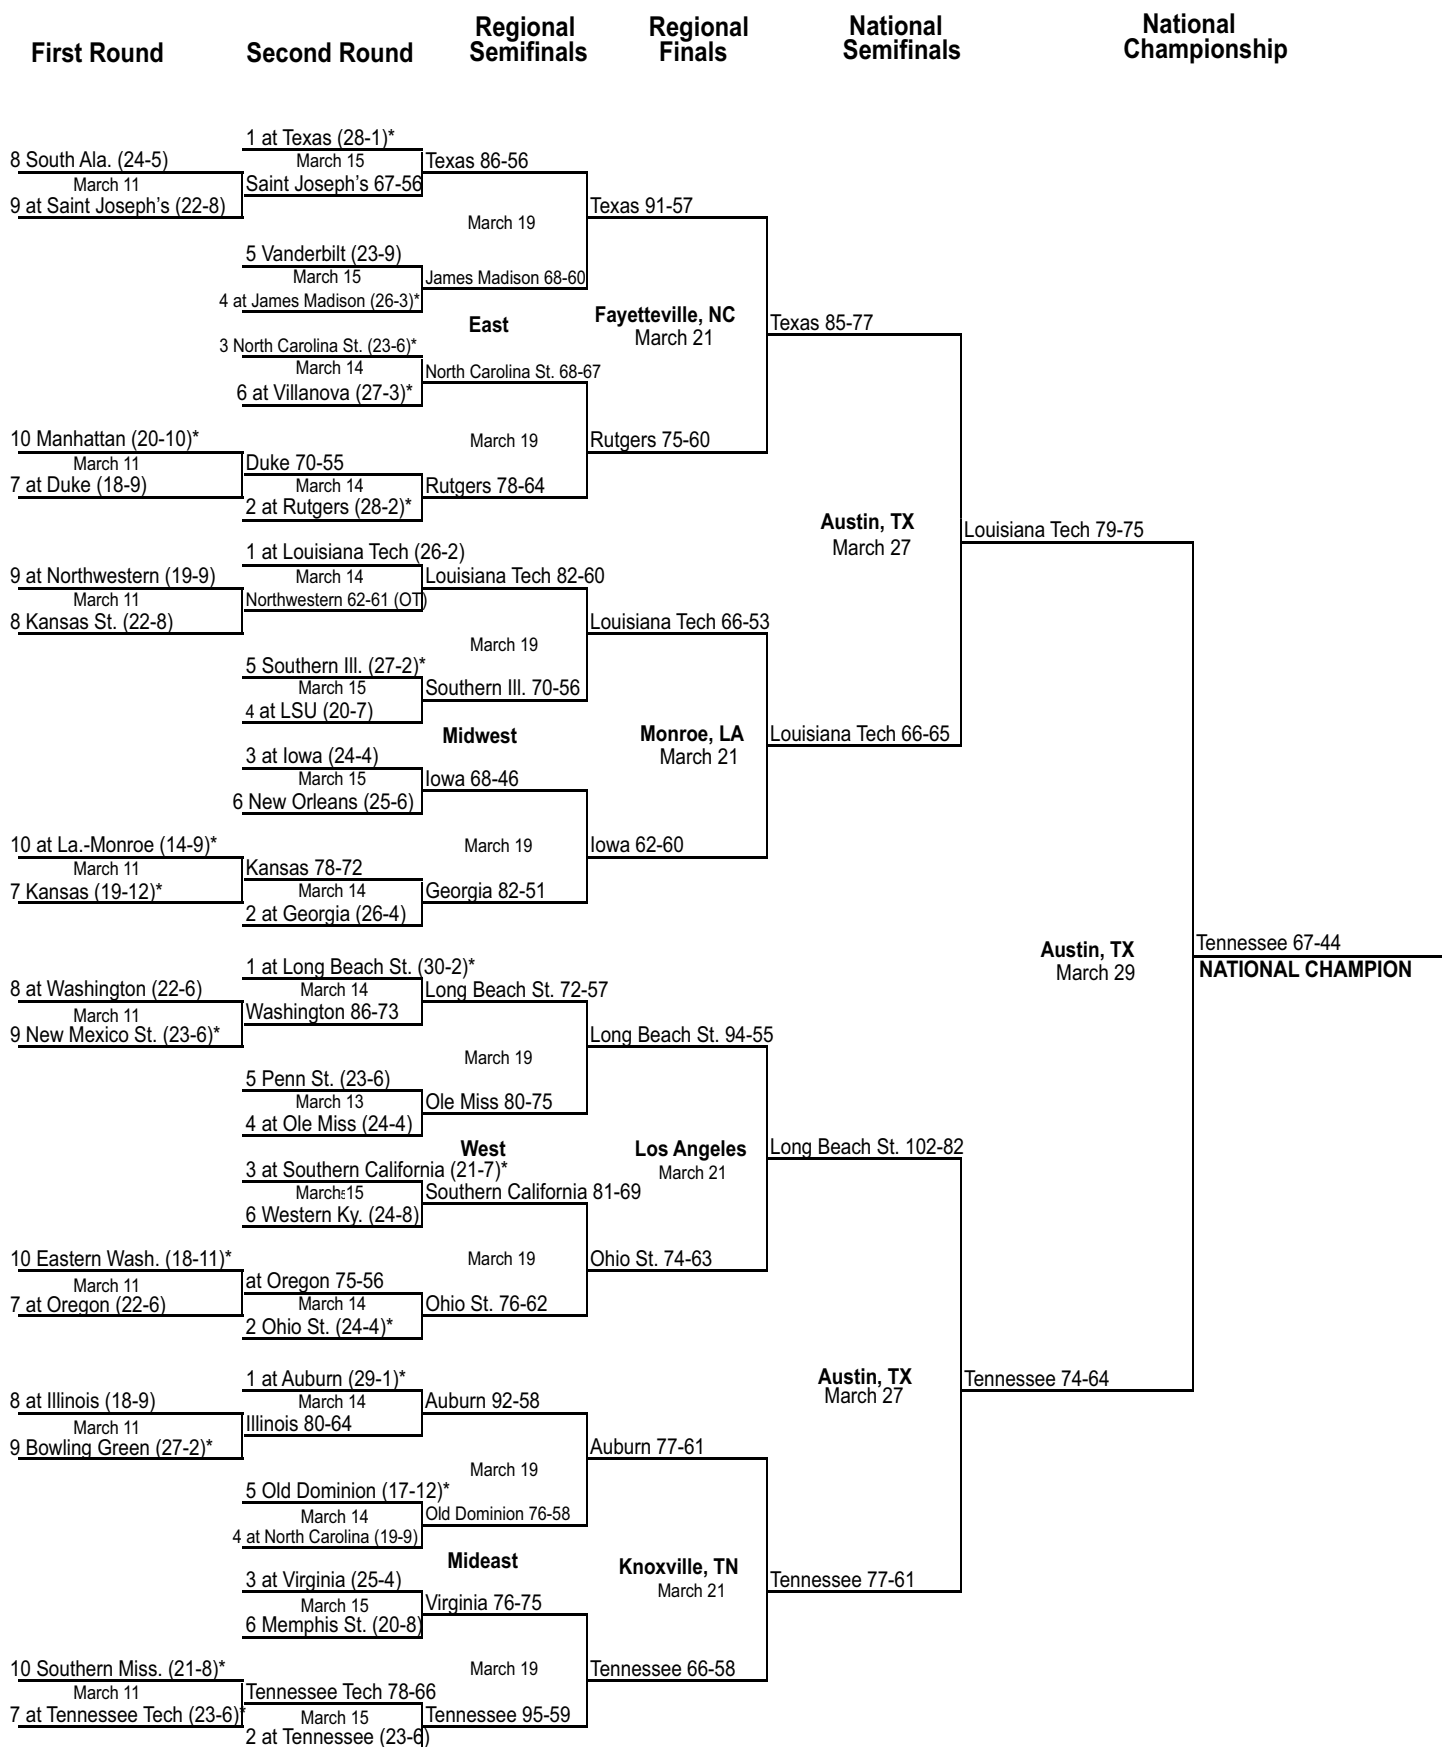 First Round
Second Round
Regional
Semifinals
Regional
Finals
National
Semifinals
National
Championship
1 at Texas (28-1)*
8 South Ala. (24-5)
March 15
Texas 86-56
March 11
Saint Joseph's 67-56
9 at Saint Joseph's (22-8)
Texas 91-57
March 19
5 Vanderbilt (23-9)
March 15
James Madison 68-60
4 at James Madison (26-3)*
East
Fayetteville, NC
March 21
Texas 85-77
3 North Carolina St. (23-6)*
March 14
North Carolina St. 68-67
6 at Villanova (27-3)*
10 Manhattan (20-10)*
March 19
Rutgers 75-60
March 11
Duke 70-55
7 at Duke (18-9)
March 14
Rutgers 78-64
2 at Rutgers (28-2)*
Austin, TX
March 27
Louisiana Tech 79-75
1 at Louisiana Tech (26-2)
9 at Northwestern (19-9)
March 14
Louisiana Tech 82-60
March 11
Northwestern 62-61 (OT)
8 Kansas St. (22-8)
Louisiana Tech 66-53
March 19
5 Southern Ill. (27-2)*
March 15
Southern Ill. 70-56
4 at LSU (20-7)
Midwest
Monroe, LA
March 21
Louisiana Tech 66-65
3 at Iowa (24-4)
March 15
Iowa 68-46
6 New Orleans (25-6)
10 at La.-Monroe (14-9)*
March 19
Iowa 62-60
March 11
Kansas 78-72
7 Kansas (19-12)*
March 14
Georgia 82-51
2 at Georgia (26-4)
Austin, TX
March 29
Tennessee 67-44
NATIONAL CHAMPION
1 at Long Beach St. (30-2)*
8 at Washington (22-6)
March 14
Long Beach St. 72-57
March 11
Washington 86-73
9 New Mexico St. (23-6)*
Long Beach St. 94-55
March 19
5 Penn St. (23-6)
March 13
Ole Miss 80-75
4 at Ole Miss (24-4)
West
Los Angeles
March 21
Long Beach St. 102-82
3 at Southern California (21-7)*
Marchs15
Southern California 81-69
6 Western Ky. (24-8)
10 Eastern Wash. (18-11)*
March 19
Ohio St. 74-63
March 11
at Oregon 75-56
7 at Oregon (22-6)
March 14
Ohio St. 76-62
2 Ohio St. (24-4)*
Austin, TX
March 27
Tennessee 74-64
1 at Auburn (29-1)*
8 at Illinois (18-9)
March 14
Auburn 92-58
March 11
Illinois 80-64
9 Bowling Green (27-2)*
Auburn 77-61
March 19
5 Old Dominion (17-12)*
March 14
Old Dominion 76-58
4 at North Carolina (19-9)
Mideast
Knoxville, TN
March 21
Tennessee 77-61
3 at Virginia (25-4)
March 15
Virginia 76-75
6 Memphis St. (20-8)
10 Southern Miss. (21-8)*
March 19
Tennessee 66-58
March 11
Tennessee Tech 78-66
7 at Tennessee Tech (23-6)*
March 15
Tennessee 95-59
2 at Tennessee (23-6)